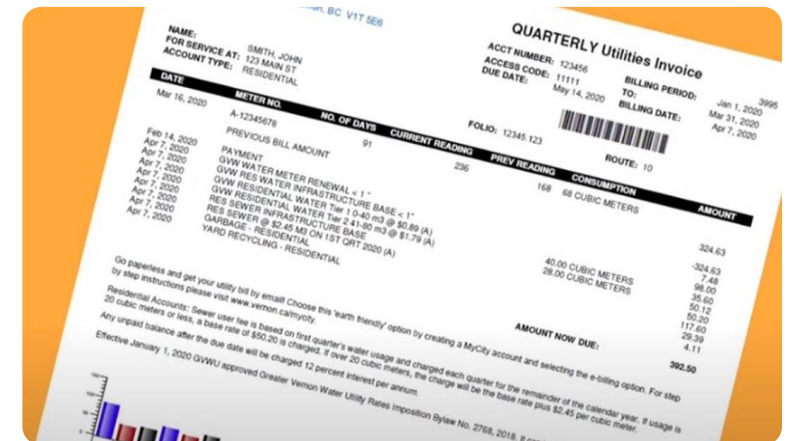 on, BC V1T 5E6
QUARTERLY Utilities Invoice
NAME: SMITH, JOHN
FOR SERVICE AT: 123 MAIN ST
ACCOUNT TYPE: RESIDENTIAL
ACCT NUMBER: 123456
ACCESS CODE: 11111
DUE DATE: May 14, 2020
3995
BILLING PERIOD: Jan 1, 2020
TO: Mar 31, 2020
BILLING DATE: Apr 7, 2020
FOLIO: 12345.123
ROUTE: 10
DATE METER NO. NO. OF DAYS CURRENT READING PREV READING CONSUMPTION AMOUNT
Mar 16, 2020 A-12345678 91 236 168 68 CUBIC METERS
PREVIOUS BILL AMOUNT 324.63
Feb 14, 2020 PAYMENT -324.63
Apr 7, 2020 GVW WATER METER RENEWAL < 1" 7.48
Apr 7, 2020 GVW RES WATER INFRASTRUCTURE BASE < 1" 98.00
Apr 7, 2020 GVW RESIDENTIAL WATER Tier 1 0-40 m3 @ $0.89 (A) 40.00 CUBIC METERS 35.60
Apr 7, 2020 GVW RESIDENTIAL WATER Tier 2 41-80 m3 @ $1.79 (A) 28.00 CUBIC METERS 50.12
Apr 7, 2020 RES SEWER INFRASTRUCTURE BASE 50.20
Apr 7, 2020 RES SEWER @ $2.45 M3 ON 1ST QRT 2020 (A) 117.60
Apr 7, 2020 GARBAGE - RESIDENTIAL 29.39
Apr 7, 2020 YARD RECYCLING - RESIDENTIAL 4.11
AMOUNT NOW DUE: 392.50
Go paperless and get your utility bill by email! Choose this 'earth friendly' option by creating a MyCity account and selecting the e-billing option. For step
by step instructions please visit www.vernon.ca/mycity.
Residential Accounts: Sewer user fee is based on first quarter's water usage and charged each quarter for the remainder of the calendar year. If usage is
20 cubic meters or less, a base rate of $50.20 is charged. If over 20 cubic meters, the charge will be the base rate plus $2.45 per cubic meter.
Any unpaid balance after the due date will be charged 12 percent interest per annum.
Effective January 1, 2020 GVWU approved Greater Vernon Water Utility Rates Imposition Bylaw No. 2768, 2018.